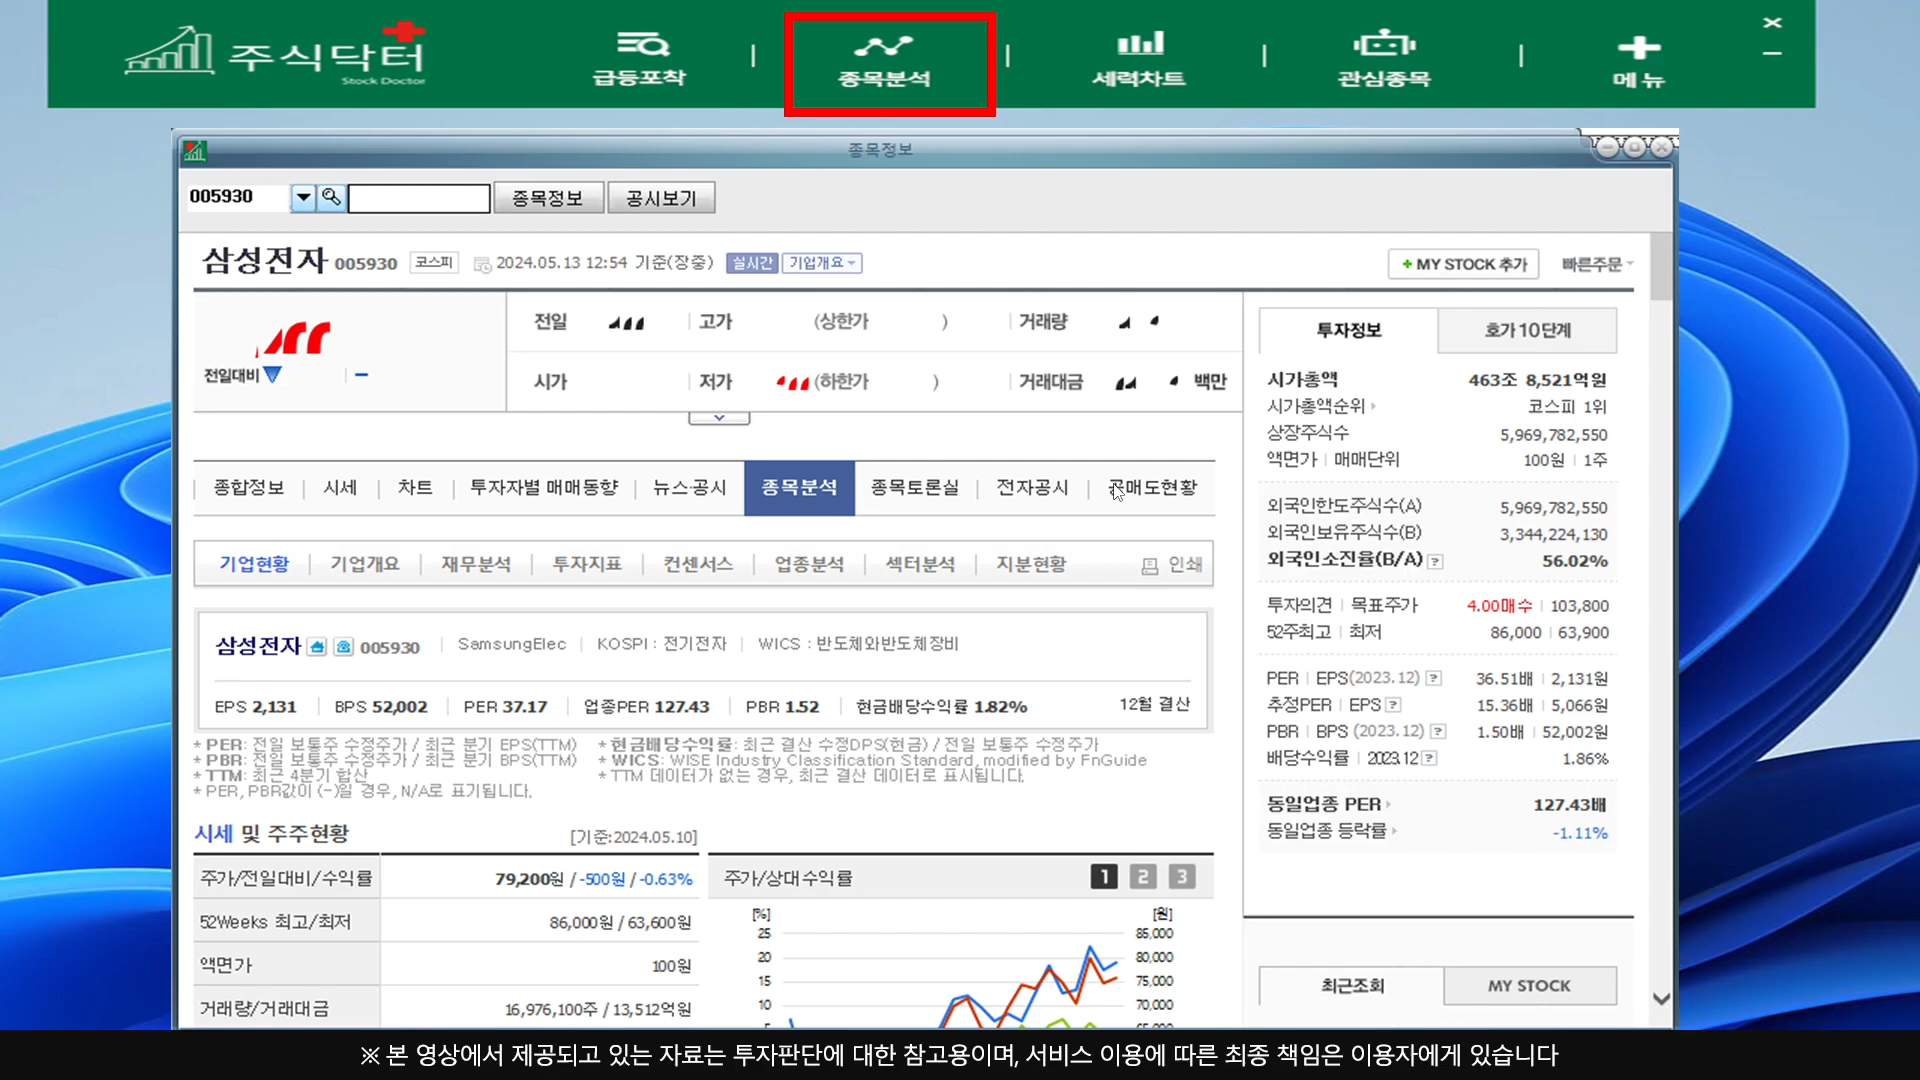 주식닥터
Stock Doctor
급등포착
종목분석
세력차트
관심종목
메뉴
종목정보
005930
종목정보
공시보기
삼성전자 005930 코스피 2024.05.13 12:54 기준(장중) 실시간 기업개요
+ MY STOCK 추가 빠른주문
전일대비
전일 고가 (상한가 ) 거래량
시가 저가 (하한가 ) 거래대금 백만
종합정보 시세 차트 투자자별 매매동향 뉴스·공시 종목분석 종목토론실 전자공시 공매도현황
기업현황 기업개요 재무분석 투자지표 컨센서스 업종분석 섹터분석 지분현황 인쇄
삼성전자 005930 SamsungElec KOSPI : 전기전자 WICS : 반도체와반도체장비
EPS 2,131 BPS 52,002 PER 37.17 업종PER 127.43 PBR 1.52 현금배당수익률 1.82% 12월 결산
* PER: 전일 보통주 수정주가 / 최근 분기 EPS(TTM)
* PBR: 전일 보통주 수정주가 / 최근 분기 BPS(TTM)
* TTM: 최근 4분기 합산
* PER, PBR값이 (-)일 경우, N/A로 표기됩니다.
* 현금배당수익률: 최근 결산 수정DPS(현금) / 전일 보통주 수정주가
* WICS: WISE Industry Classification Standard, modified by FnGuide
* TTM 데이터가 없는 경우, 최근 결산 데이터로 표시됩니다.
시세 및 주주현황 [기준:2024.05.10]
주가/전일대비/수익률 79,200원 / -500원 / -0.63%
52Weeks 최고/최저 86,000원 / 63,600원
액면가 100원
거래량/거래대금 16,976,100주 / 13,512억원
주가/상대수익률 1 2 3
[%] [원]
25 85,000
20 80,000
15 75,000
10 70,000
투자정보 호가 10단계
시가총액 463조 8,521억원
시가총액순위 코스피 1위
상장주식수 5,969,782,550
액면가 매매단위 100원 1주
외국인한도주식수(A) 5,969,782,550
외국인보유주식수(B) 3,344,224,130
외국인소진율(B/A) ? 56.02%
투자의견 목표주가 4.00매수 103,800
52주최고 최저 86,000 63,900
PER EPS(2023.12) ? 36.51배 2,131원
추정PER EPS ? 15.36배 5,066원
PBR BPS (2023.12) ? 1.50배 52,002원
배당수익률 2023.12 ? 1.86%
동일업종 PER 127.43배
동일업종 등락률 -1.11%
최근조회 MY STOCK
※ 본 영상에서 제공되고 있는 자료는 투자판단에 대한 참고용이며, 서비스 이용에 따른 최종 책임은 이용자에게 있습니다